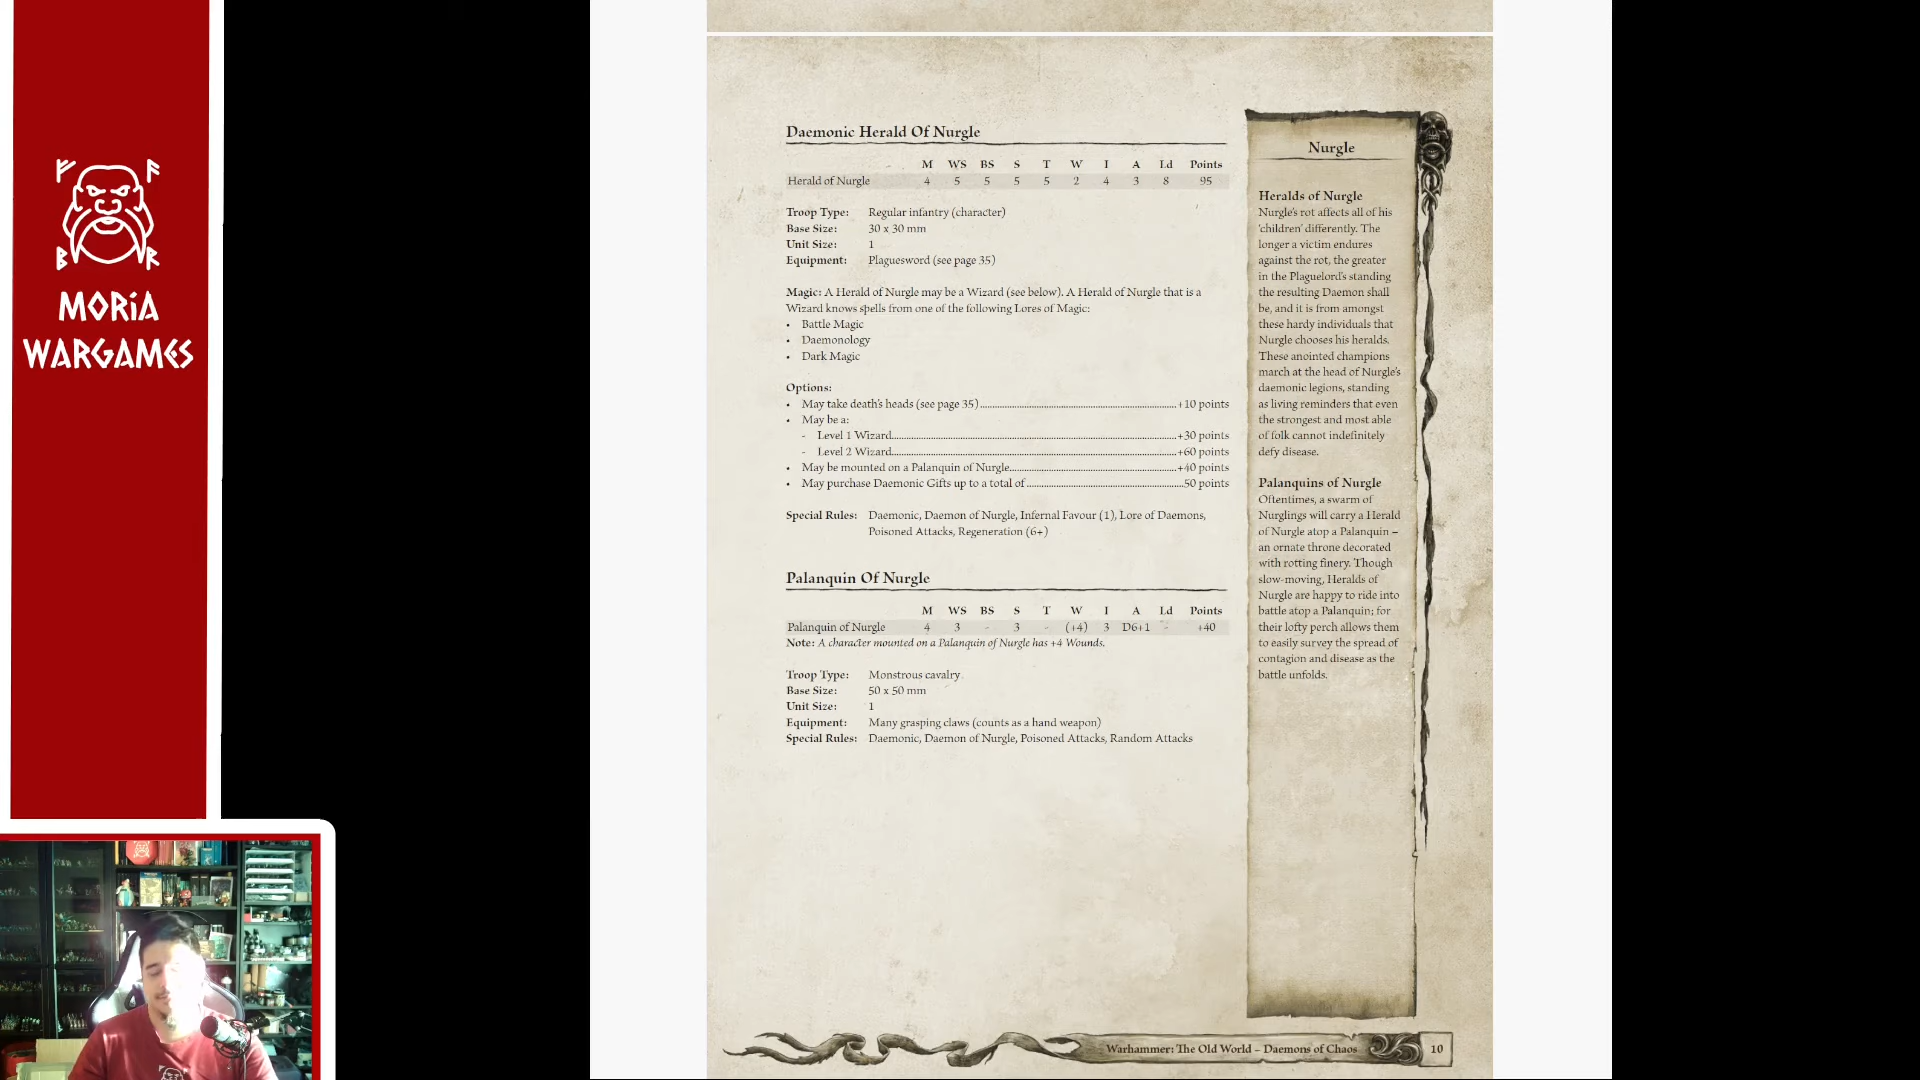 MORIA
WARGAMES
Daemonic Herald Of Nurgle
M WS BS S T W I A Ld Points
Herald of Nurgle 4 5 5 5 5 2 4 3 8 95
Troop Type: Regular infantry (character)
Base Size: 30 x 30 mm
Unit Size: 1
Equipment: Plaguesword (see page 35)
Magic: A Herald of Nurgle may be a Wizard (see below). A Herald of Nurgle that is a
Wizard knows spells from one of the following Lores of Magic:
• Battle Magic
• Daemonology
• Dark Magic
Options:
• May take death's heads (see page 35)........+10 points
• May be a:
- Level 1 Wizard........+30 points
- Level 2 Wizard........+60 points
• May be mounted on a Palanquin of Nurgle........+40 points
• May purchase Daemonic Gifts up to a total of ........50 points
Special Rules: Daemonic, Daemon of Nurgle, Infernal Favour (1), Lore of Daemons,
Poisoned Attacks, Regeneration (6+)
Palanquin Of Nurgle
M WS BS S T W I A Ld Points
Palanquin of Nurgle 4 3 - 3 - (+4) 3 D6+1 - +40
Note: A character mounted on a Palanquin of Nurgle has +4 Wounds.
Troop Type: Monstrous cavalry
Base Size: 50 x 50 mm
Unit Size: 1
Equipment: Many grasping claws (counts as a hand weapon)
Special Rules: Daemonic, Daemon of Nurgle, Poisoned Attacks, Random Attacks
Nurgle
Heralds of Nurgle
Nurgle's rot affects all of his
'children' differently. The
longer a victim endures
against the rot, the greater
in the Plaguelord's standing
the resulting Daemon shall
be, and it is from amongst
these hardy individuals that
Nurgle chooses his heralds.
These anointed champions
march at the head of Nurgle's
daemonic legions, standing
as living reminders that even
the strongest and most able
of folk cannot indefinitely
defy disease.
Palanquins of Nurgle
Oftentimes, a swarm of
Nurglings will carry a Herald
of Nurgle atop a Palanquin –
an ornate throne decorated
with rotting finery. Though
slow-moving, Heralds of
Nurgle are happy to ride into
battle atop a Palanquin; for
their lofty perch allows them
to easily survey the spread of
contagion and disease as the
battle unfolds.
Warhammer: The Old World – Daemons of Chaos 10